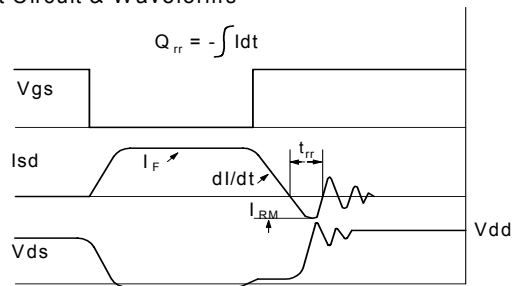 t Circuit & Waveforms
Q rr = - ∫ Idt
Vgs
Isd
I F
dI/dt
t rr
I RM
Vds
Vdd